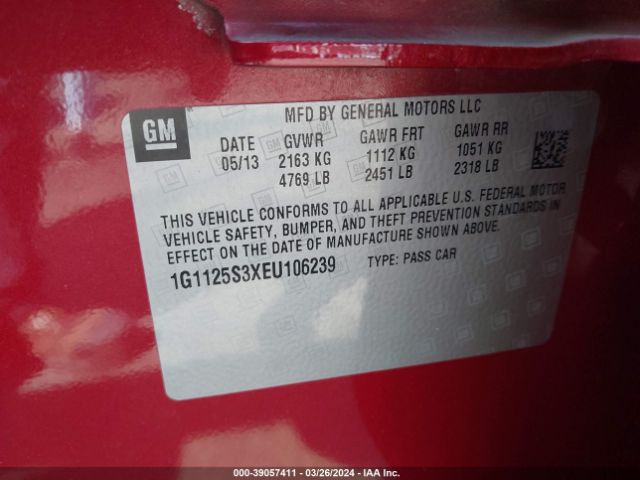 GM
MFD BY GENERAL MOTORS LLC
DATE GVWR GAWR FRT GAWR RR
05/13 2163 KG 1112 KG 1051 KG
4769 LB 2451 LB 2318 LB
THIS VEHICLE CONFORMS TO ALL APPLICABLE U.S. FEDERAL MOTOR
VEHICLE SAFETY, BUMPER, AND THEFT PREVENTION STANDARDS IN
EFFECT ON THE DATE OF MANUFACTURE SHOWN ABOVE.
1G1125S3XEU106239 TYPE: PASS CAR
000-39057411 - 03/26/2024 - IAA Inc.